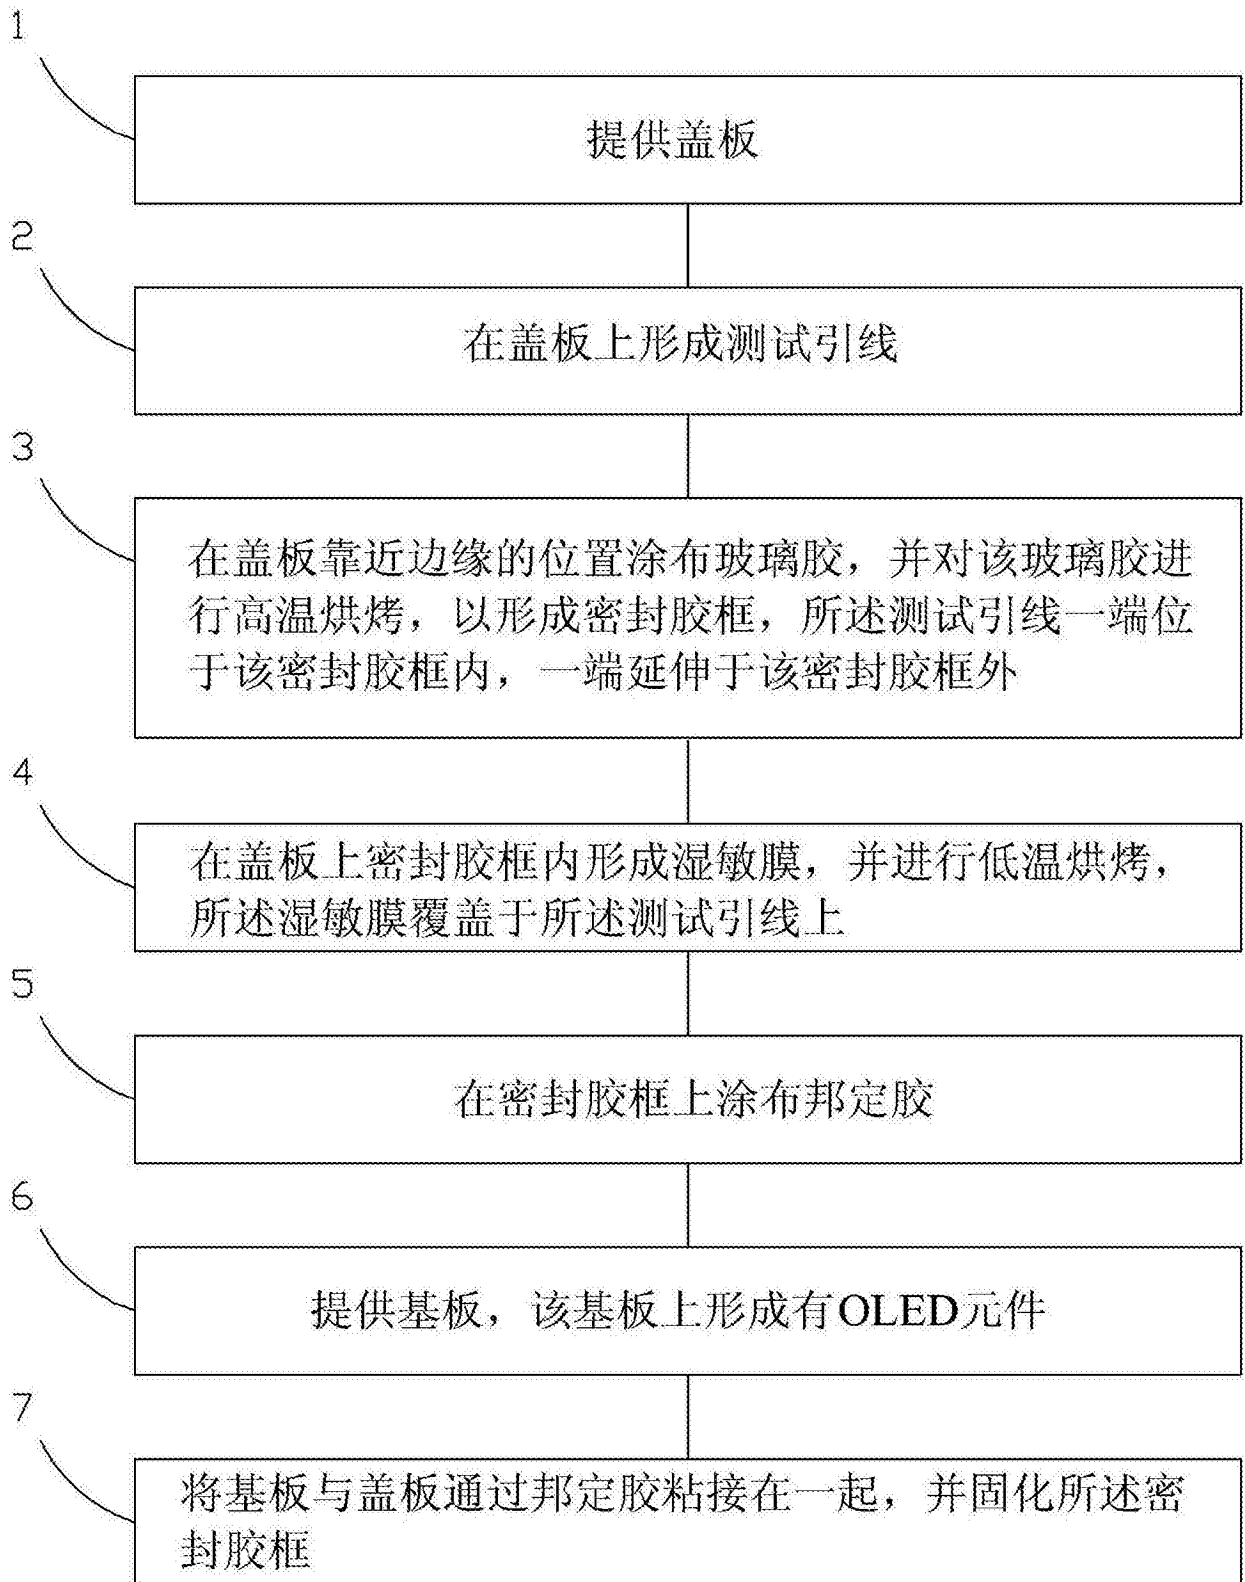 1
提供盖板
2
在盖板上形成测试引线
3
在盖板靠近边缘的位置涂布玻璃胶，并对该玻璃胶进
行高温烘烤，以形成密封胶框，所述测试引线一端位
于该密封胶框内，一端延伸于该密封胶框外
4
在盖板上密封胶框内形成湿敏膜，并进行低温烘烤，
所述湿敏膜覆盖于所述测试引线上
5
在密封胶框上涂布邦定胶
6
提供基板，该基板上形成有OLED元件
7
将基板与盖板通过邦定胶粘接在一起，并固化所述密
封胶框